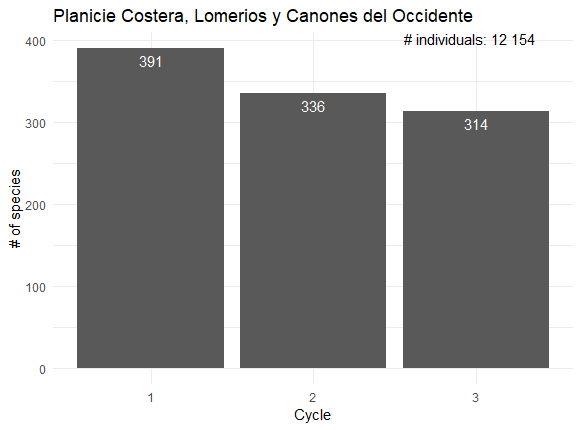 Planicie Costera, Lomerios y Canones del Occidente
# individuals: 12 154
400
391
336
314
300
# of species
200
100
0
1 2 3
Cycle